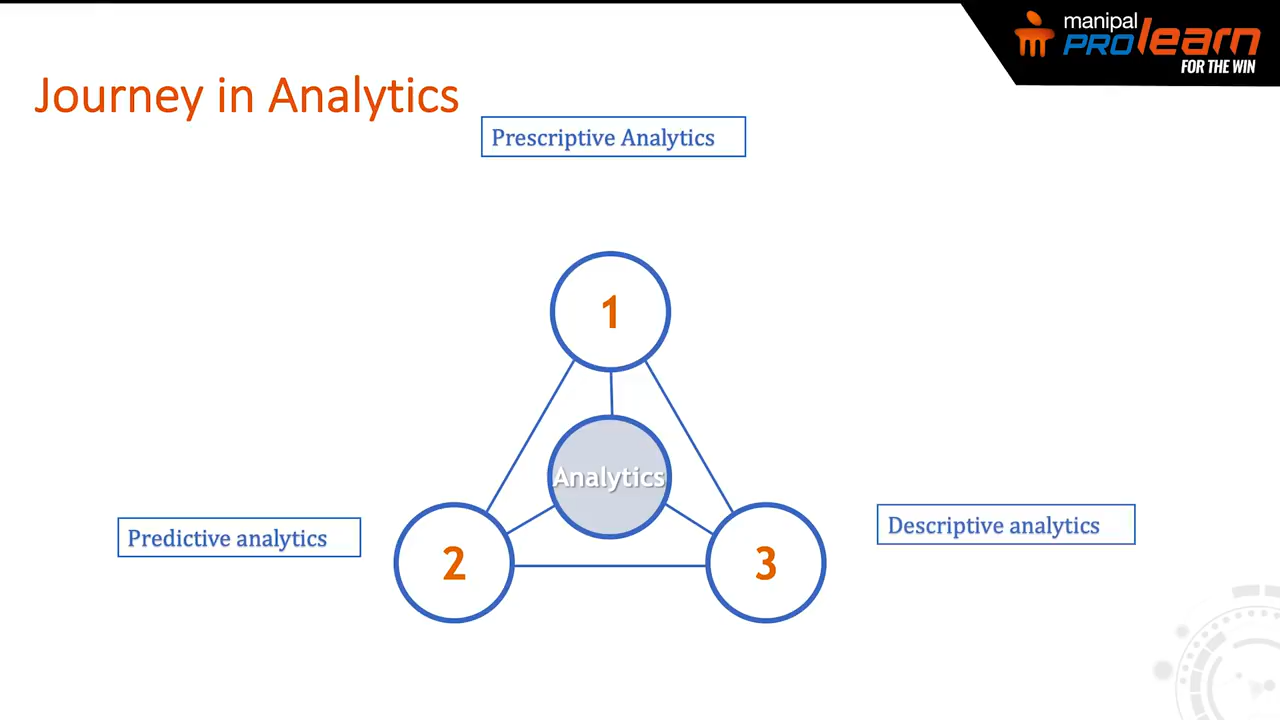 manipal
PROlearn
FOR THE WIN
Journey in Analytics
Prescriptive Analytics
1
Analytics
Predictive analytics
2
3
Descriptive analytics